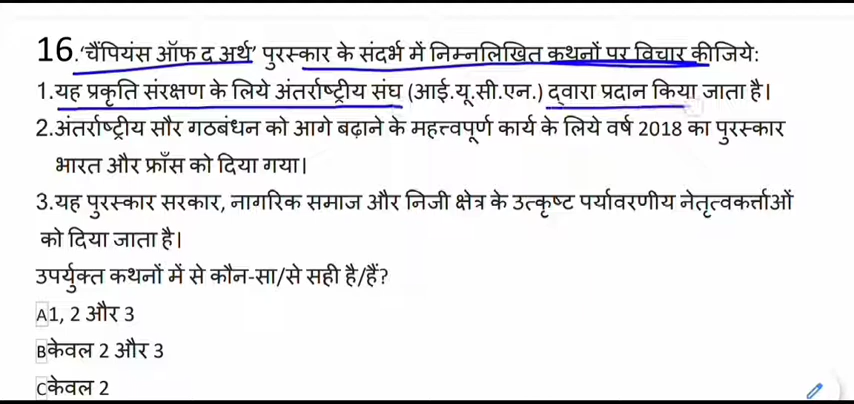 16.‘चैंपियंस ऑफ द अर्थ’ पुरस्कार के संदर्भ में निम्नलिखित कथनों पर विचार कीजिये:
1.यह प्रकृति संरक्षण के लिये अंतर्राष्ट्रीय संघ (आई.यू.सी.एन.) द्वारा प्रदान किया जाता है।
2.अंतर्राष्ट्रीय सौर गठबंधन को आगे बढ़ाने के महत्त्वपूर्ण कार्य के लिये वर्ष 2018 का पुरस्कार
भारत और फ्राँस को दिया गया।
3.यह पुरस्कार सरकार, नागरिक समाज और निजी क्षेत्र के उत्कृष्ट पर्यावरणीय नेतृत्वकर्त्ताओं
को दिया जाता है।
उपर्युक्त कथनों में से कौन-सा/से सही है/हैं?
A1, 2 और 3
Bकेवल 2 और 3
Cकेवल 2